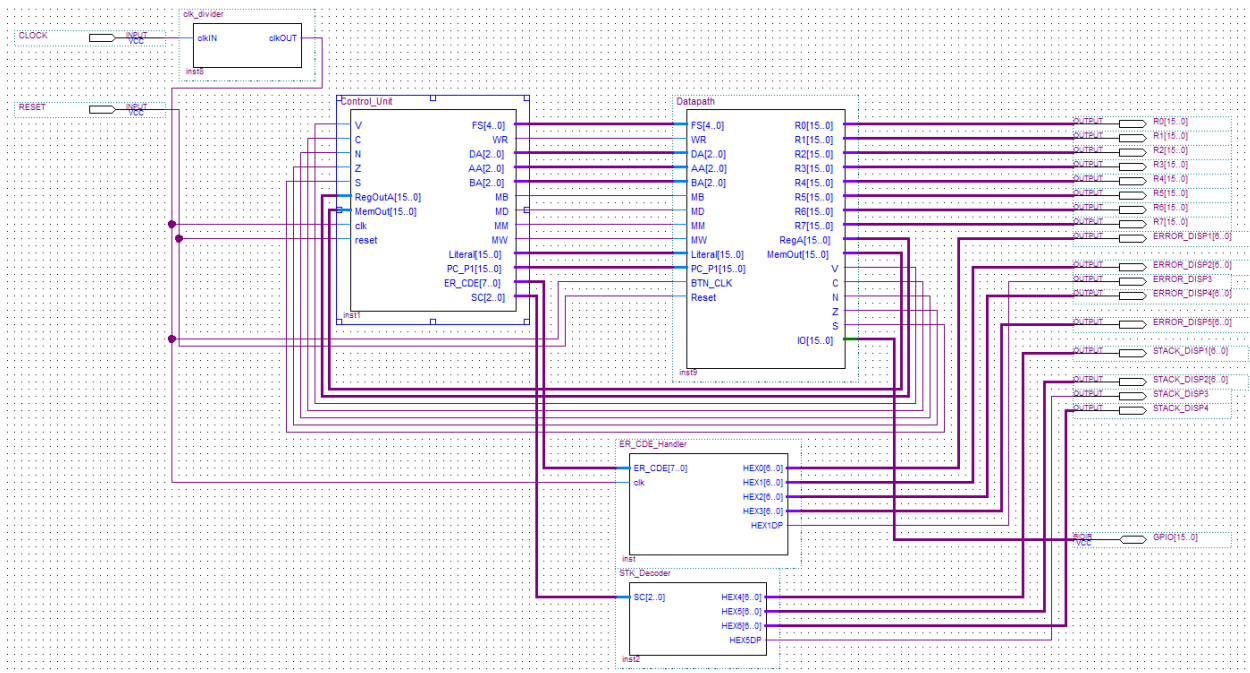 clk_divider
CLOCK
INPUT
VCC
clkIN
clkOUT
inst8
RESET
INPUT
VCC
Control_Unit
V
C
N
Z
S
RegOutA[15..0]
MemOut[15..0]
clk
reset
FS[4..0]
WR
DA[2..0]
AA[2..0]
BA[2..0]
MB
MD
MM
MW
Literal[15..0]
PC_P1[15..0]
ER_CDE[7..0]
SC[2..0]
inst1
Datapath
FS[4..0]
WR
DA[2..0]
AA[2..0]
BA[2..0]
MB
MD
MM
MW
Literal[15..0]
PC_P1[15..0]
BTN_CLK
Reset
R0[15..0]
R1[15..0]
R2[15..0]
R3[15..0]
R4[15..0]
R5[15..0]
R6[15..0]
R7[15..0]
RegA[15..0]
MemOut[15..0]
V
C
N
Z
S
IO[15..0]
inst9
OUTPUT R0[15..0]
OUTPUT R1[15..0]
OUTPUT R2[15..0]
OUTPUT R3[15..0]
OUTPUT R4[15..0]
OUTPUT R5[15..0]
OUTPUT R6[15..0]
OUTPUT R7[15..0]
OUTPUT ERROR_DISP1[6..0]
OUTPUT ERROR_DISP2[6..0]
OUTPUT ERROR_DISP3
OUTPUT ERROR_DISP4[6..0]
OUTPUT ERROR_DISP5[6..0]
OUTPUT STACK_DISP1[6..0]
OUTPUT STACK_DISP2[6..0]
OUTPUT STACK_DISP3
OUTPUT STACK_DISP4
ER_CDE_Handler
ER_CDE[7..0]
clk
HEX0[6..0]
HEX1[6..0]
HEX2[6..0]
HEX3[6..0]
HEX1DP
inst
BIDIR
VCC
GPIO[15..0]
STK_Decoder
SC[2..0]
HEX4[6..0]
HEX5[6..0]
HEX6[6..0]
HEX5DP
inst2